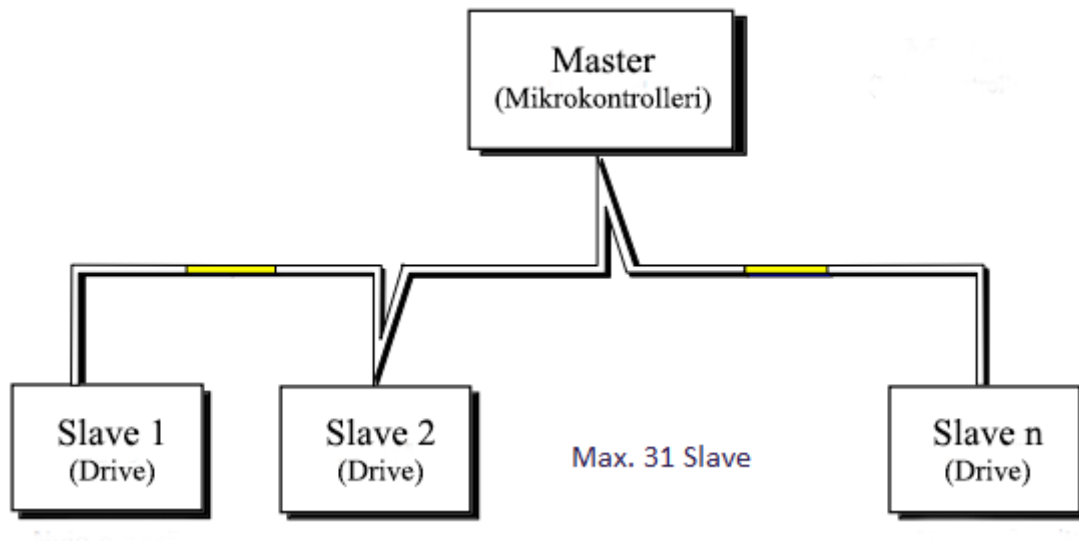 Master
(Mikrokontrolleri)
Slave 1
(Drive)
Slave 2
(Drive)
Max. 31 Slave
Slave n
(Drive)